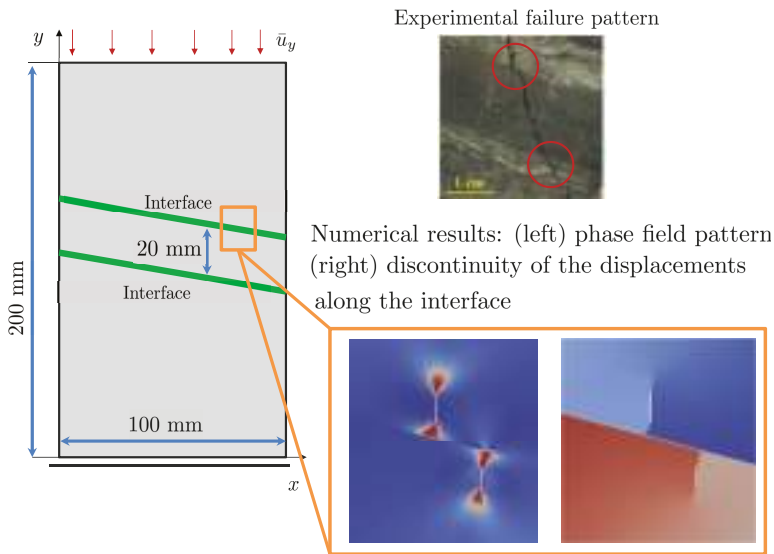 y
ū_y
Experimental failure pattern
1 cm
Interface
20 mm
Interface
200 mm
100 mm
x
Numerical results: (left) phase field pattern
(right) discontinuity of the displacements
along the interface